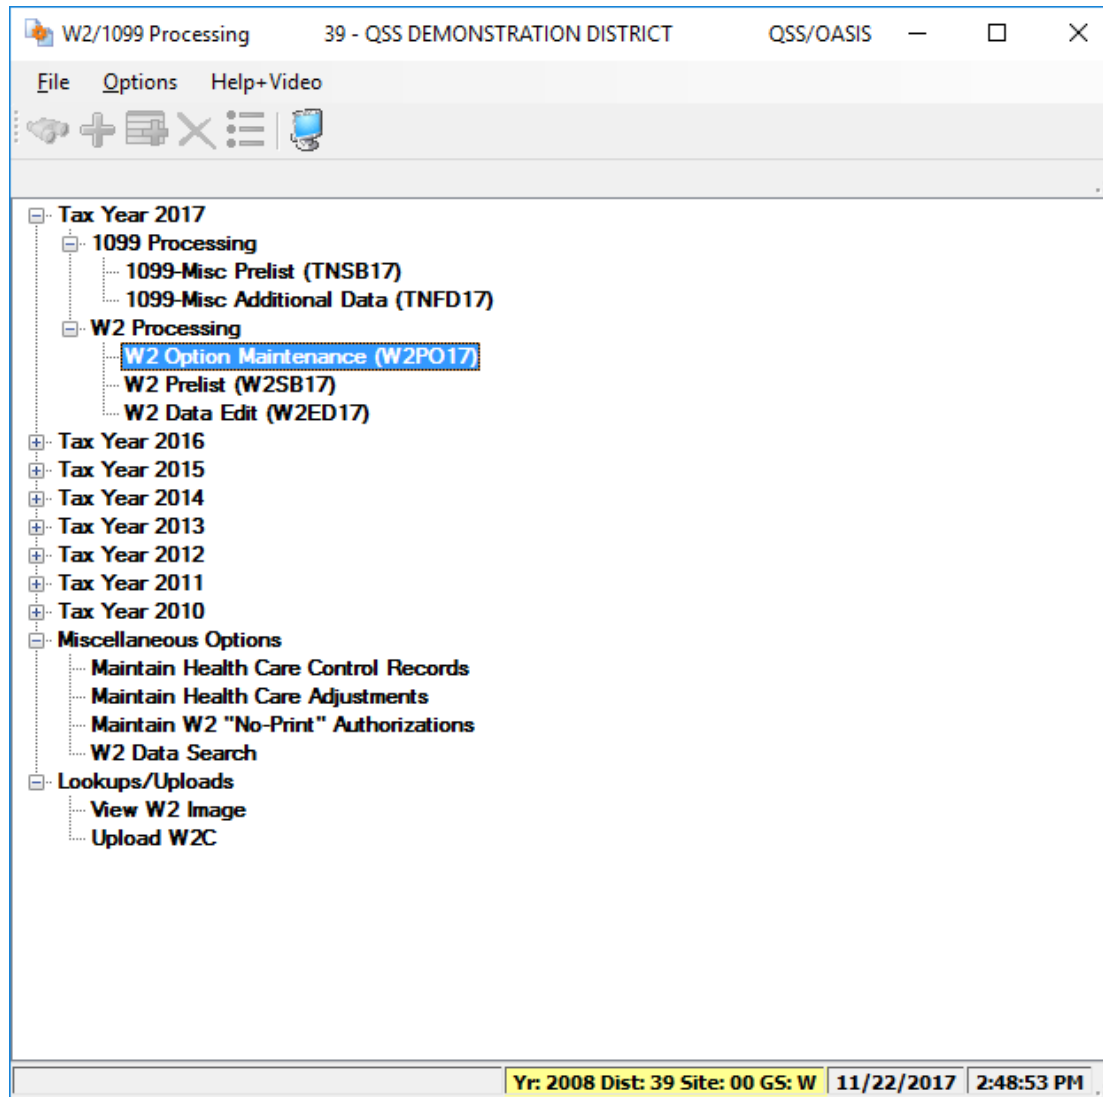 W2/1099 Processing 39 - QSS DEMONSTRATION DISTRICT QSS/OASIS
File Options Help+Video
Tax Year 2017
1099 Processing
1099-Misc Prelist (TNSB17)
1099-Misc Additional Data (TNFD17)
W2 Processing
W2 Option Maintenance (W2PO17)
W2 Prelist (W2SB17)
W2 Data Edit (W2ED17)
Tax Year 2016
Tax Year 2015
Tax Year 2014
Tax Year 2013
Tax Year 2012
Tax Year 2011
Tax Year 2010
Miscellaneous Options
Maintain Health Care Control Records
Maintain Health Care Adjustments
Maintain W2 "No-Print" Authorizations
W2 Data Search
Lookups/Uploads
View W2 Image
Upload W2C
Yr: 2008 Dist: 39 Site: 00 GS: W 11/22/2017 2:48:53 PM